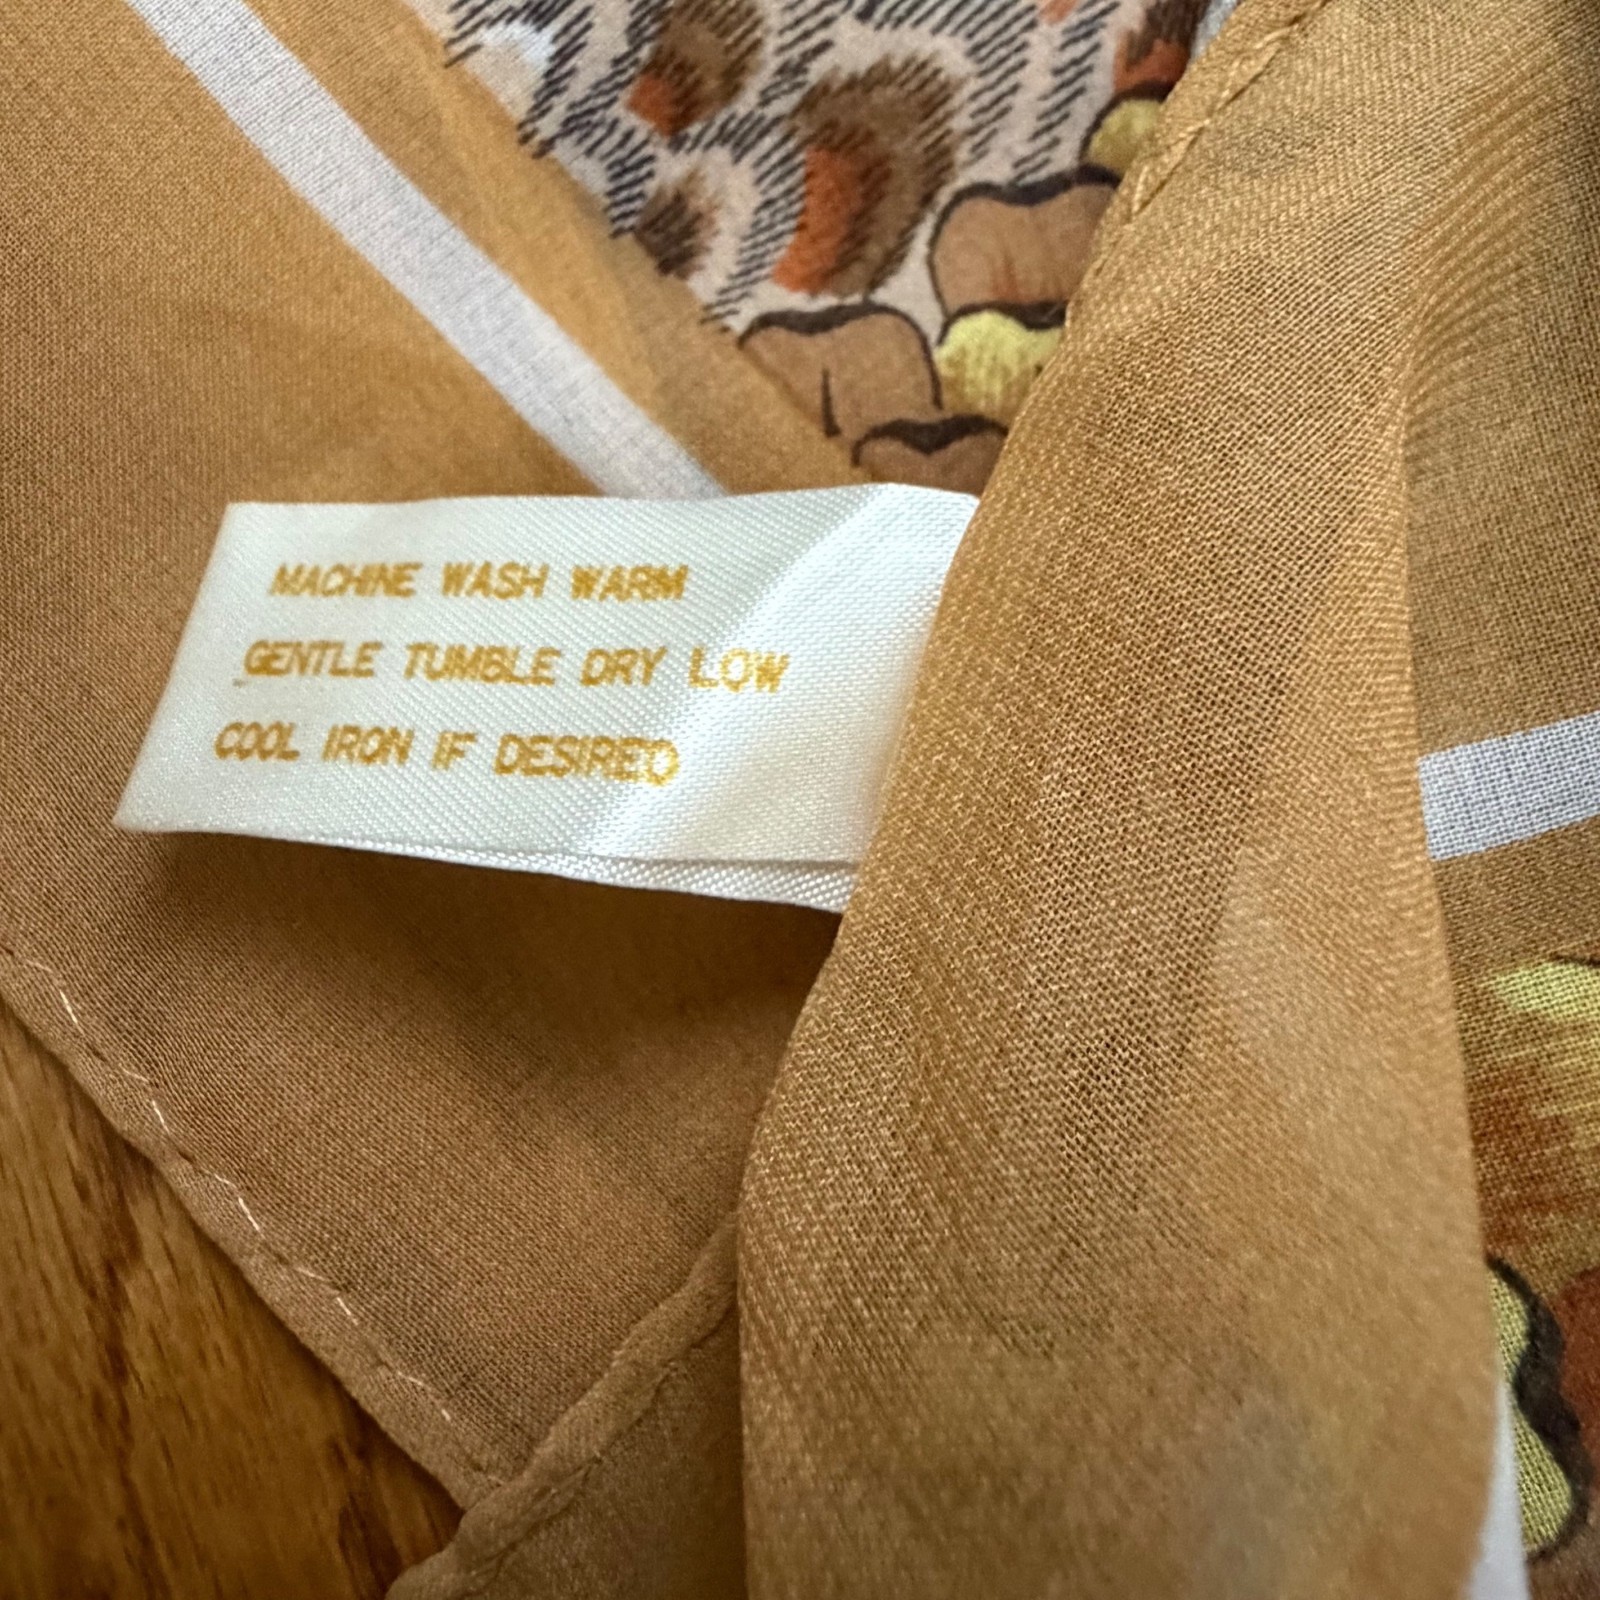 MACHINE WASH WARM
GENTLE TUMBLE DRY LOW
COOL IRON IF DESIRED